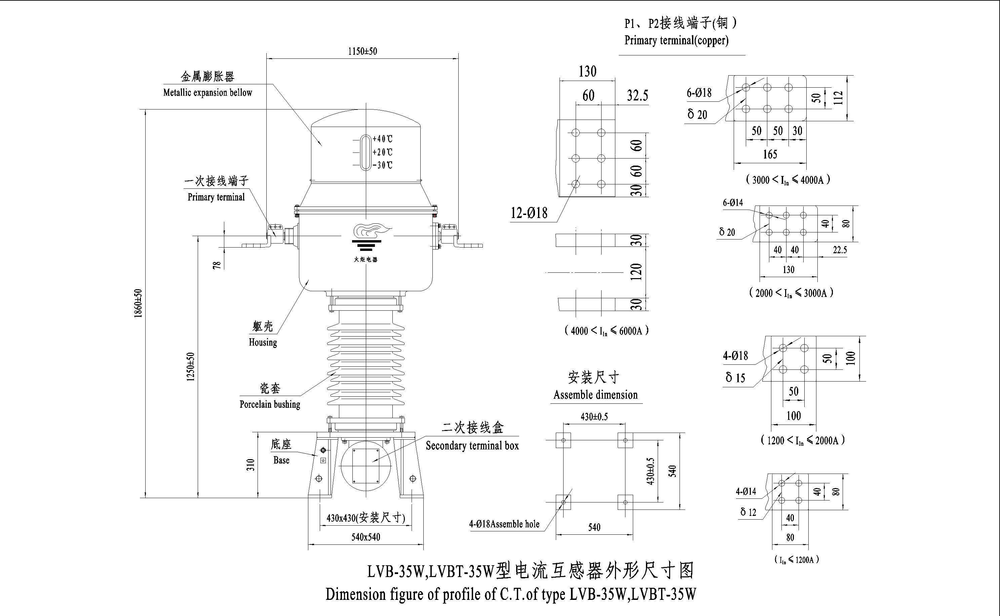 P1、P2接线端子(铜)
Primary terminal(copper)
1150±50
金属膨胀器
Metallic expansion bellow
+40℃
+20℃
-30℃
一次接线端子
Primary terminal
78
火炬电器
1860±50
1250±50
躯壳
Housing
瓷套
Porcelain bushing
二次接线盒
Secondary terminal box
底座
Base
310
430x430(安装尺寸)
540x540
130
60
32.5
60
60
30
12-Ø18
30
120
30
(4000<I1n≤6000A)
安装尺寸
Assemble dimension
430±0.5
430±0.5
540
4-Ø18Assemble hole
540
6-Ø18
δ 20
50
112
50
50
30
165
(3000<I1n≤4000A)
6-Ø14
δ 20
40
80
40
40
22.5
130
(2000<I1n≤3000A)
4-Ø18
δ 15
50
100
50
100
(1200<I1n≤2000A)
4-Ø14
δ 12
40
80
40
80
(I1n≤1200A)
LVB-35W,LVBT-35W型电流互感器外形尺寸图
Dimension figure of profile of C.T.of type LVB-35W,LVBT-35W